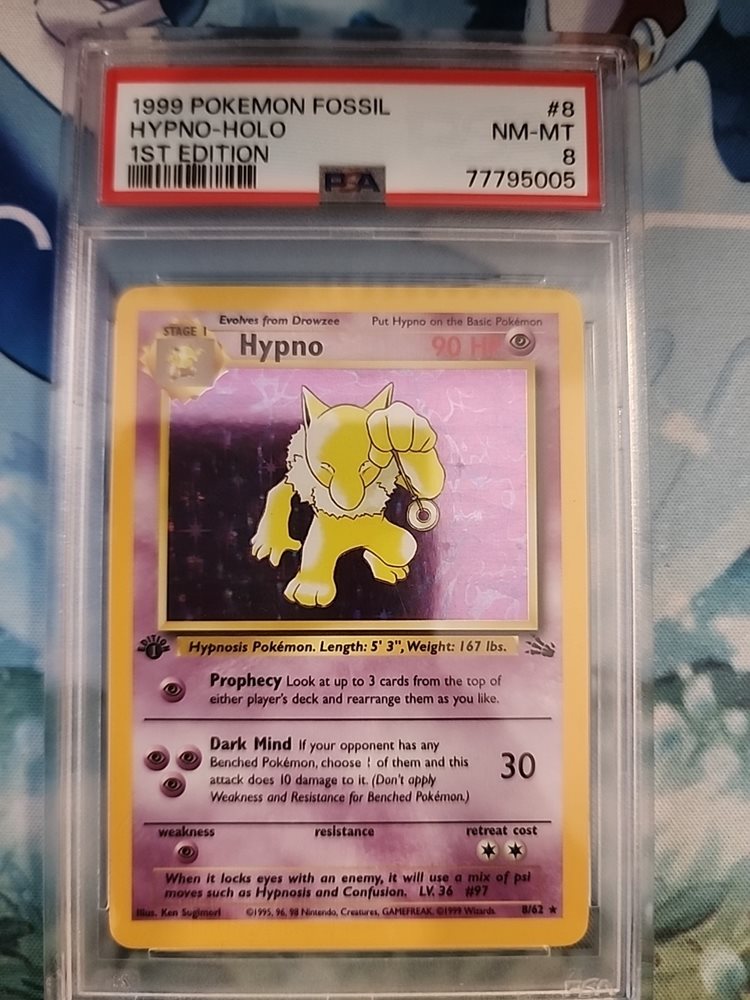 1999 POKEMON FOSSIL #8
HYPNO-HOLO NM-MT
1ST EDITION 8
PSA 77795005
Evolves from Drowzee Put Hypno on the Basic Pokémon
STAGE 1
Hypno 90 HP
EDITION 1
Hypnosis Pokémon. Length: 5' 3", Weight: 167 lbs.
Prophecy Look at up to 3 cards from the top of
either player's deck and rearrange them as you like.
Dark Mind If your opponent has any
Benched Pokémon, choose 1 of them and this
attack does 10 damage to it. (Don't apply
Weakness and Resistance for Benched Pokémon.)
30
weakness resistance retreat cost
When it locks eyes with an enemy, it will use a mix of psi
moves such as Hypnosis and Confusion. LV. 36 #97
Illus. Ken Sugimori ©1995, 96, 98 Nintendo, Creatures, GAMEFREAK. ©1999 Wizards. 8/62 ★
PSA